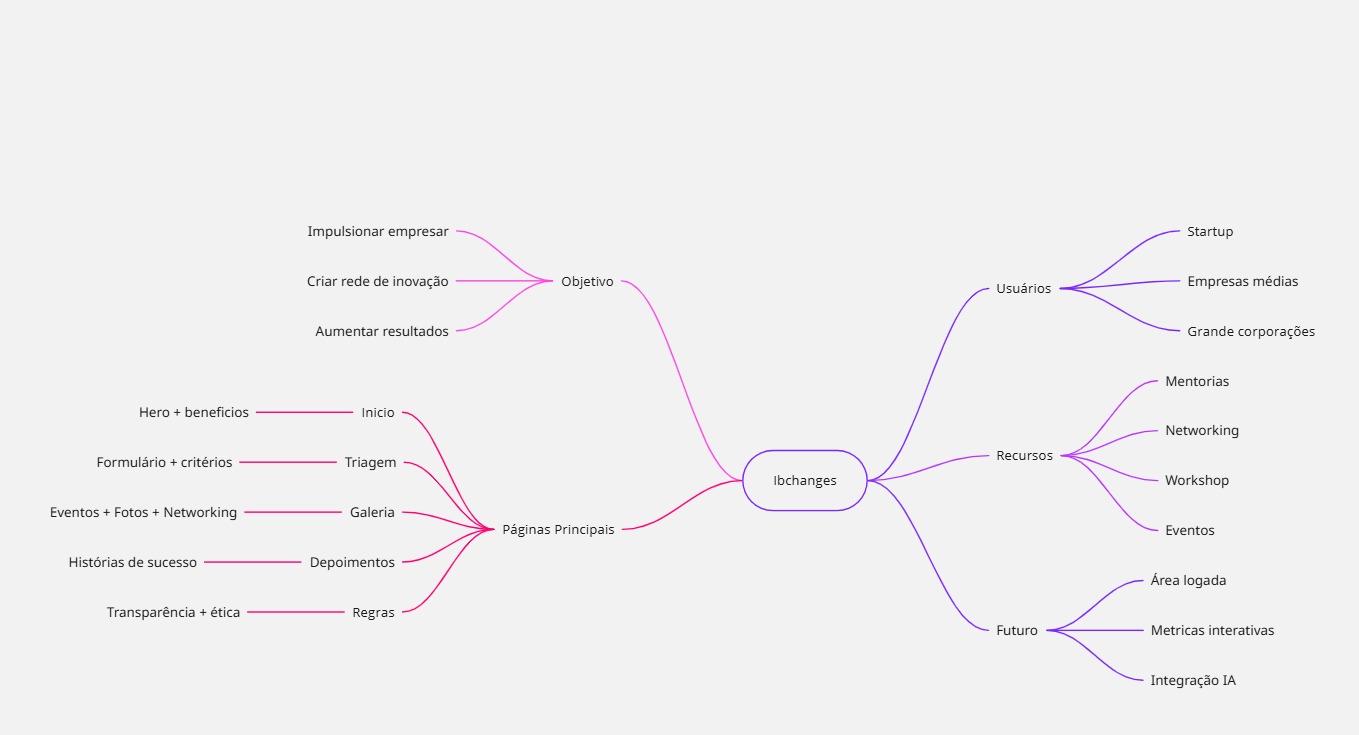 Ibchanges
Objetivo
Impulsionar empresar
Criar rede de inovação
Aumentar resultados
Páginas Principais
Inicio
Hero + beneficios
Triagem
Formulário + critérios
Galeria
Eventos + Fotos + Networking
Depoimentos
Histórias de sucesso
Regras
Transparência + ética
Usuários
Startup
Empresas médias
Grande corporações
Recursos
Mentorias
Networking
Workshop
Eventos
Futuro
Área logada
Metricas interativas
Integração IA